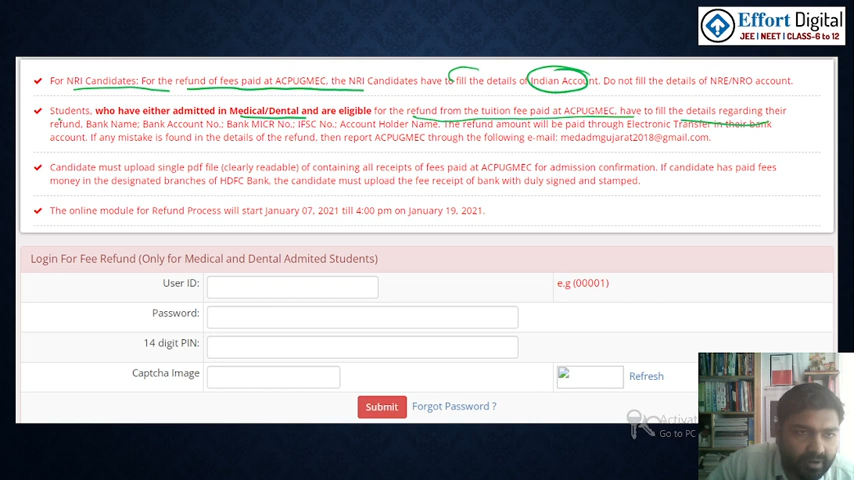 Effort Digital
JEE | NEET | CLASS-6 to 12
For NRI Candidates: For the refund of fees paid at ACPUGMEC, the NRI Candidates have to fill the details of Indian Account. Do not fill the details of NRE/NRO account.
Students, who have either admitted in Medical/Dental and are eligible for the refund from the tuition fee paid at ACPUGMEC, have to fill the details regarding their
refund, Bank Name; Bank Account No.; Bank MICR No.; IFSC No.; Account Holder Name. The refund amount will be paid through Electronic Transfer in their bank
account. If any mistake is found in the details of the refund, then report ACPUGMEC through the following e-mail: medadmgujarat2018@gmail.com.
Candidate must upload single pdf file (clearly readable) of containing all receipts of fees paid at ACPUGMEC for admission confirmation. If candidate has paid fees
money in the designated branches of HDFC Bank, the candidate must upload the fee receipt of bank with duly signed and stamped.
The online module for Refund Process will start January 07, 2021 till 4:00 pm on January 19, 2021.
Login For Fee Refund (Only for Medical and Dental Admited Students)
User ID:
e.g (00001)
Password:
14 digit PIN:
Captcha Image
Refresh
Submit
Forgot Password ?
Activat
Go to PC